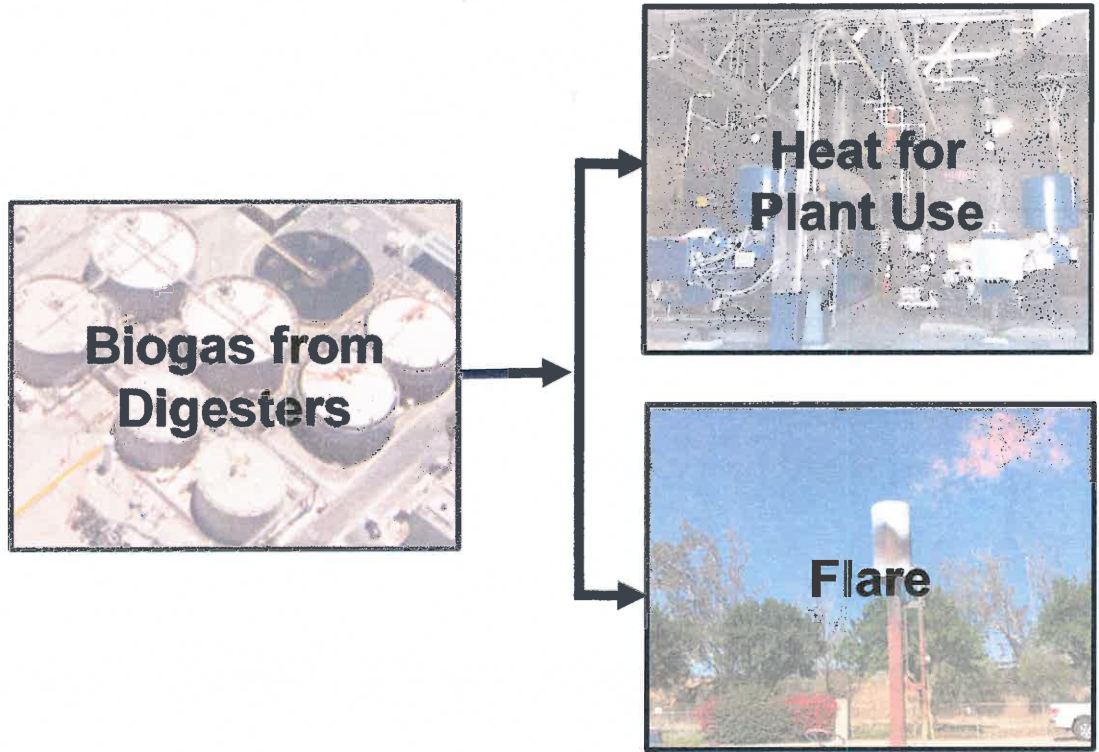 Biogas from
Digesters
Heat for
Plant Use
Flare